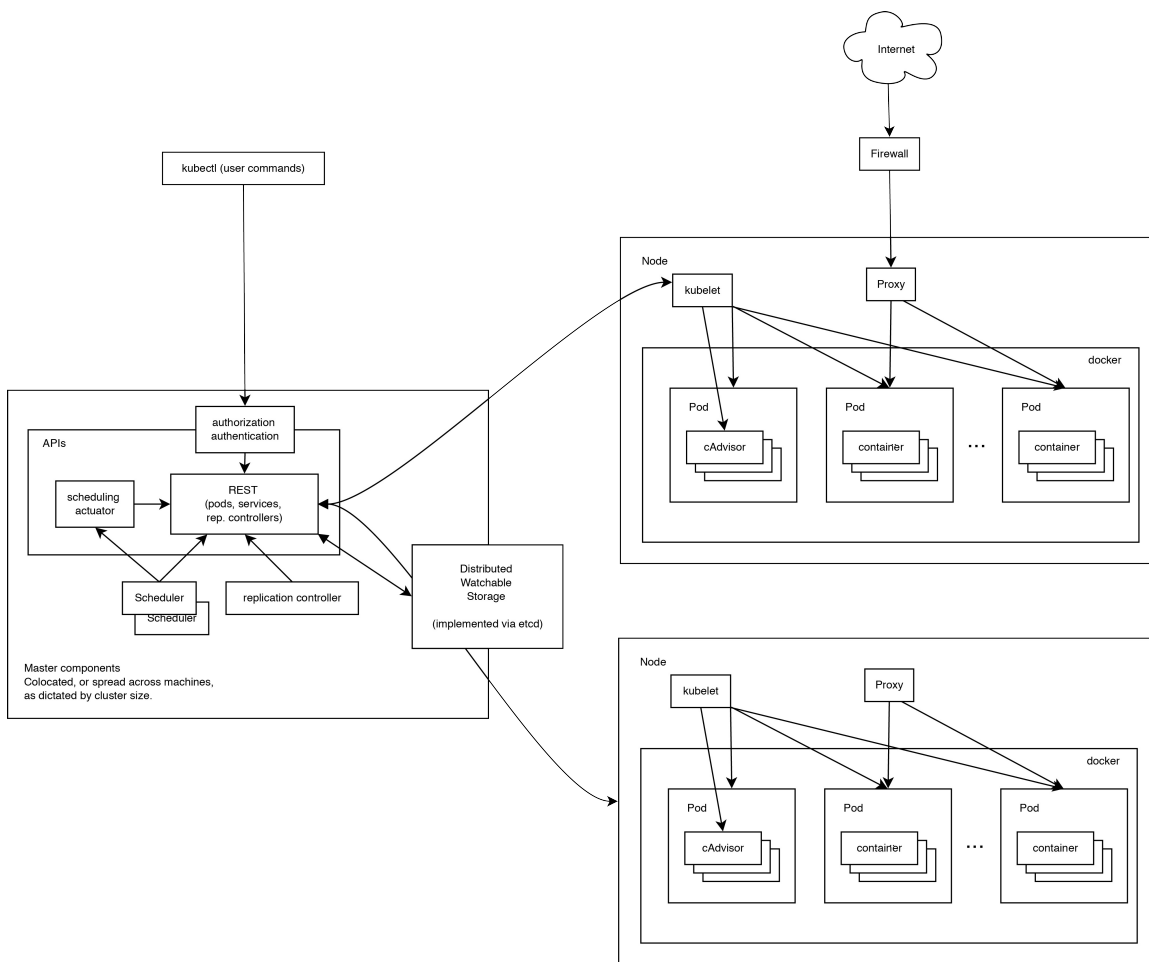 Internet
Firewall
kubectl (user commands)
Node
kubelet
Proxy
docker
Pod
Pod
Pod
cAdvisor
container
...
container
authorization
authentication
APIs
REST
(pods, services,
rep. controllers)
scheduling
actuator
Scheduler
Scheduler
replication controller
Distributed
Watchable
Storage
(implemented via etcd)
Master components
Colocated, or spread across machines,
as dictated by cluster size.
Node
kubelet
Proxy
docker
Pod
Pod
Pod
cAdvisor
container
...
container